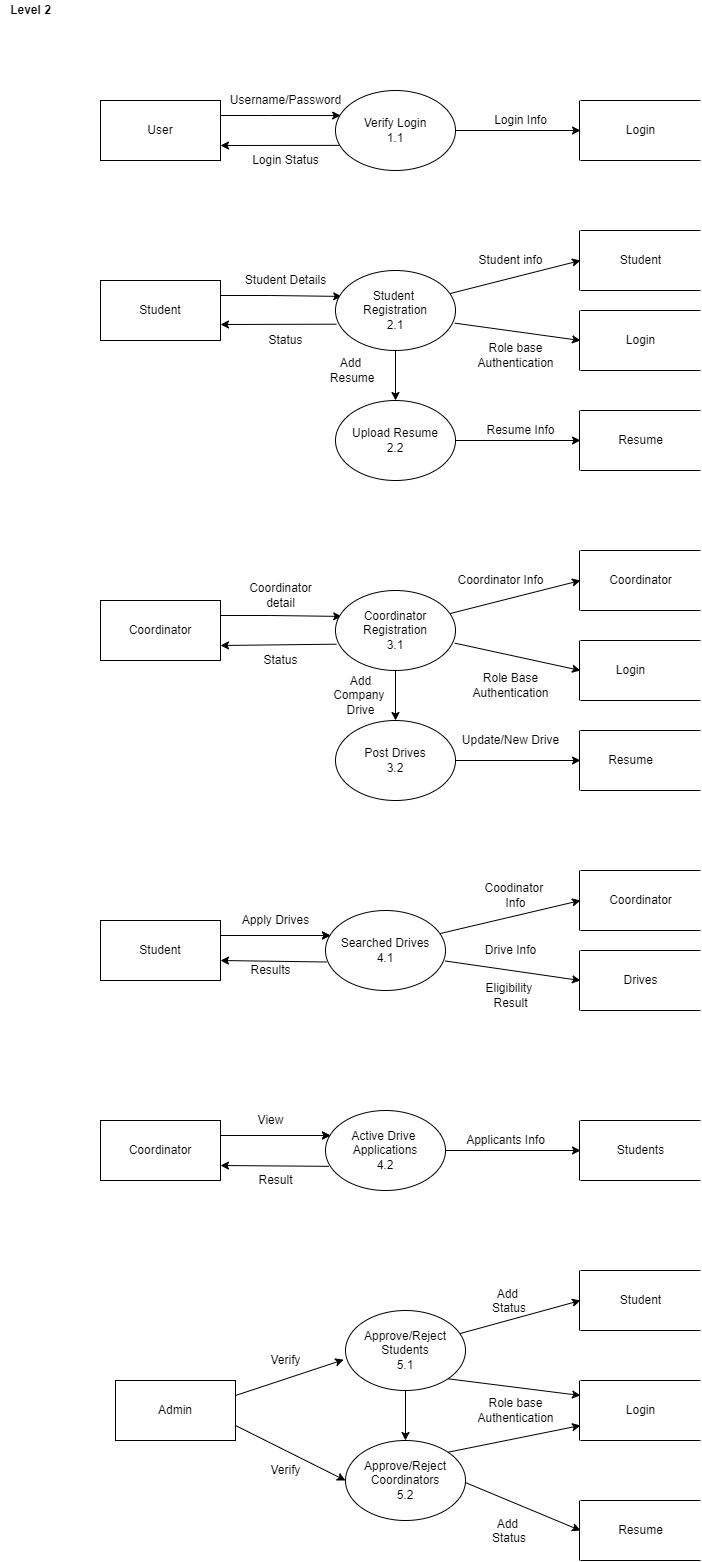 Level 2
Username/Password
User
Verify Login
1.1
Login Info
Login
Login Status
Student Details
Student info
Student
Student
Student
Registration
2.1
Status
Login
Role base
Authentication
Add
Resume
Upload Resume
2.2
Resume Info
Resume
Coordinator
detail
Coordinator Info
Coordinator
Coordinator
Coordinator
Registration
3.1
Status
Login
Role Base
Authentication
Add
Company
Drive
Update/New Drive
Post Drives
3.2
Resume
Coodinator
Info
Coordinator
Apply Drives
Student
Searched Drives
4.1
Drive Info
Results
Drives
Eligibility
Result
View
Coordinator
Active Drive
Applications
4.2
Applicants Info
Students
Result
Add
Status
Student
Approve/Reject
Students
5.1
Verify
Admin
Role base
Authentication
Login
Verify
Approve/Reject
Coordinators
5.2
Add
Status
Resume